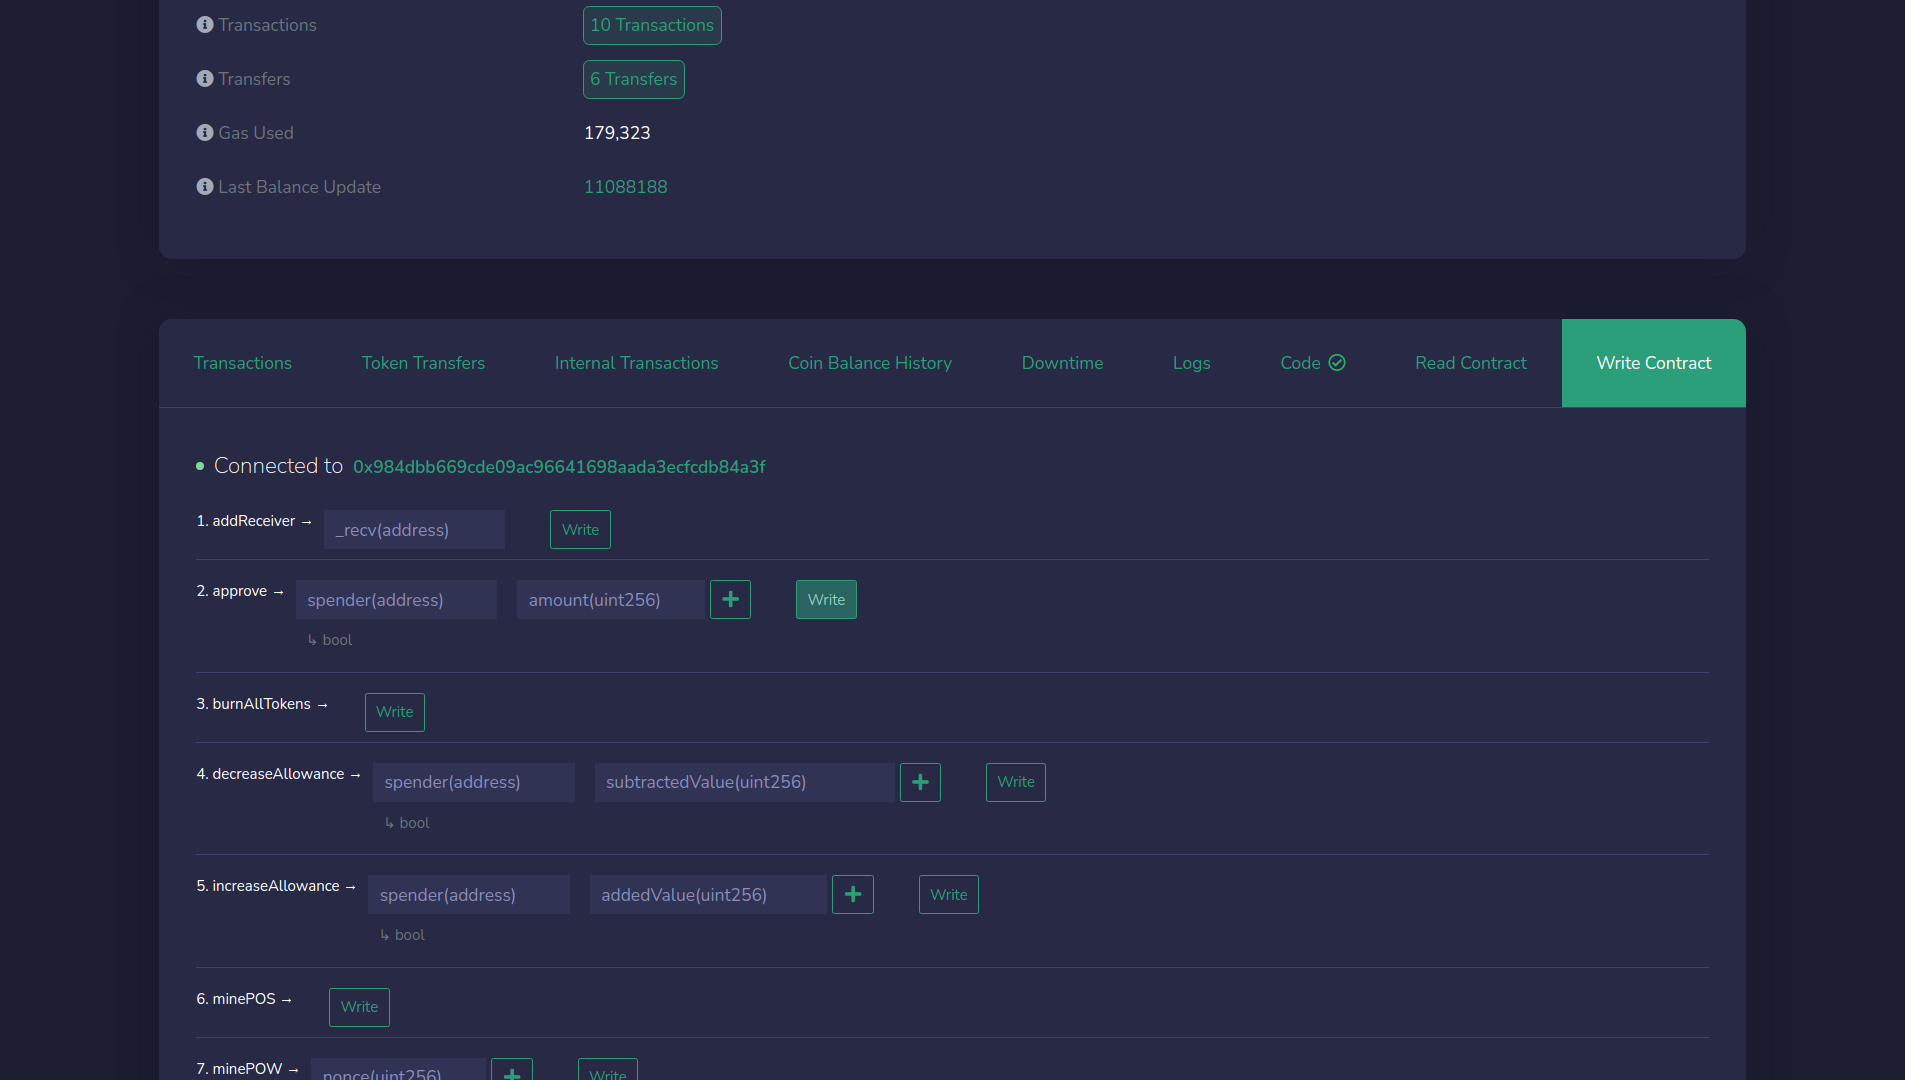 Transactions 10 Transactions
Transfers 6 Transfers
Gas Used 179,323
Last Balance Update 11088188
Transactions Token Transfers Internal Transactions Coin Balance History Downtime Logs Code Read Contract Write Contract
Connected to 0x984dbb669cde09ac96641698aada3ecfcdb84a3f
1. addReceiver → _recv(address) Write
2. approve → spender(address) amount(uint256) + Write
↳ bool
3. burnAllTokens → Write
4. decreaseAllowance → spender(address) subtractedValue(uint256) + Write
↳ bool
5. increaseAllowance → spender(address) addedValue(uint256) + Write
↳ bool
6. minePOS → Write
7. minePOW → nonce(uint256) + Write